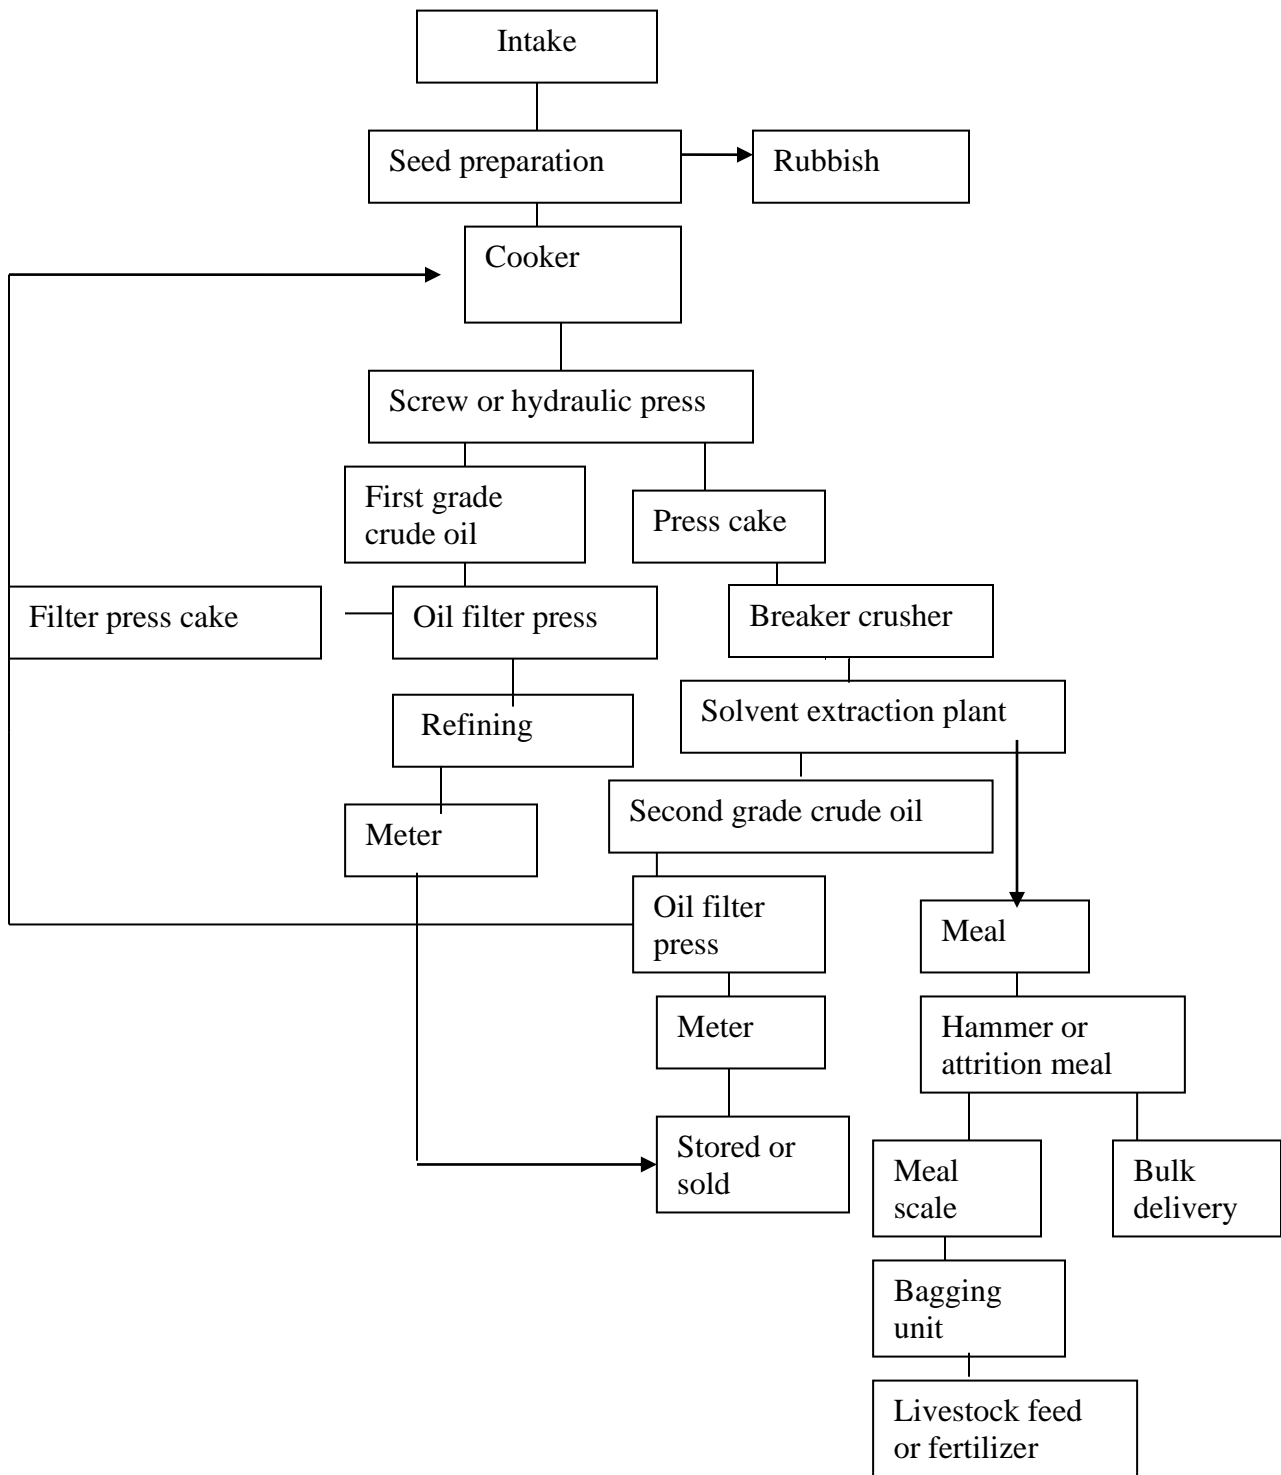 Intake
Seed preparation
Rubbish
Cooker
Screw or hydraulic press
First grade
crude oil
Press cake
Filter press cake
Oil filter press
Breaker crusher
Refining
Solvent extraction plant
Second grade crude oil
Meter
Oil filter
press
Meal
Meter
Hammer or
attrition meal
Stored or
sold
Meal
scale
Bulk
delivery
Bagging
unit
Livestock feed
or fertilizer